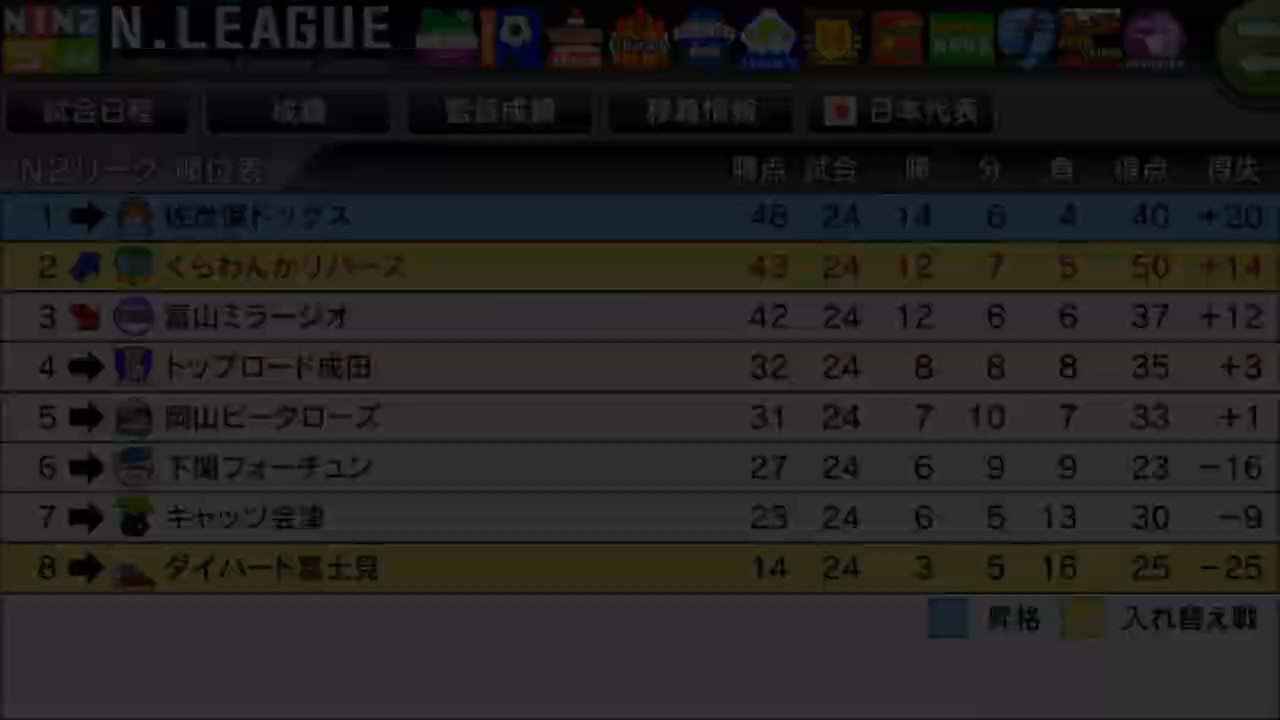 N.LEAGUE
試合日程 成績 監督成績 移籍情報 日本代表
N2リーグ 順位表 勝点 試合 勝 分 負 得点 得失
1 佐世保ドックス 48 24 14 6 4 40 +20
2 くらわんかリバース 43 24 12 7 5 50 +14
3 富山ミラージオ 42 24 12 6 6 37 +12
4 トップロード成田 32 24 8 8 8 35 +3
5 岡山ビータローズ 31 24 7 10 7 33 +1
6 下関フォーチュン 27 24 6 9 9 23 -16
7 キャッツ会津 23 24 6 5 13 30 -9
8 ダイハード富士見 14 24 3 5 16 25 -25
昇格 入れ替え戦